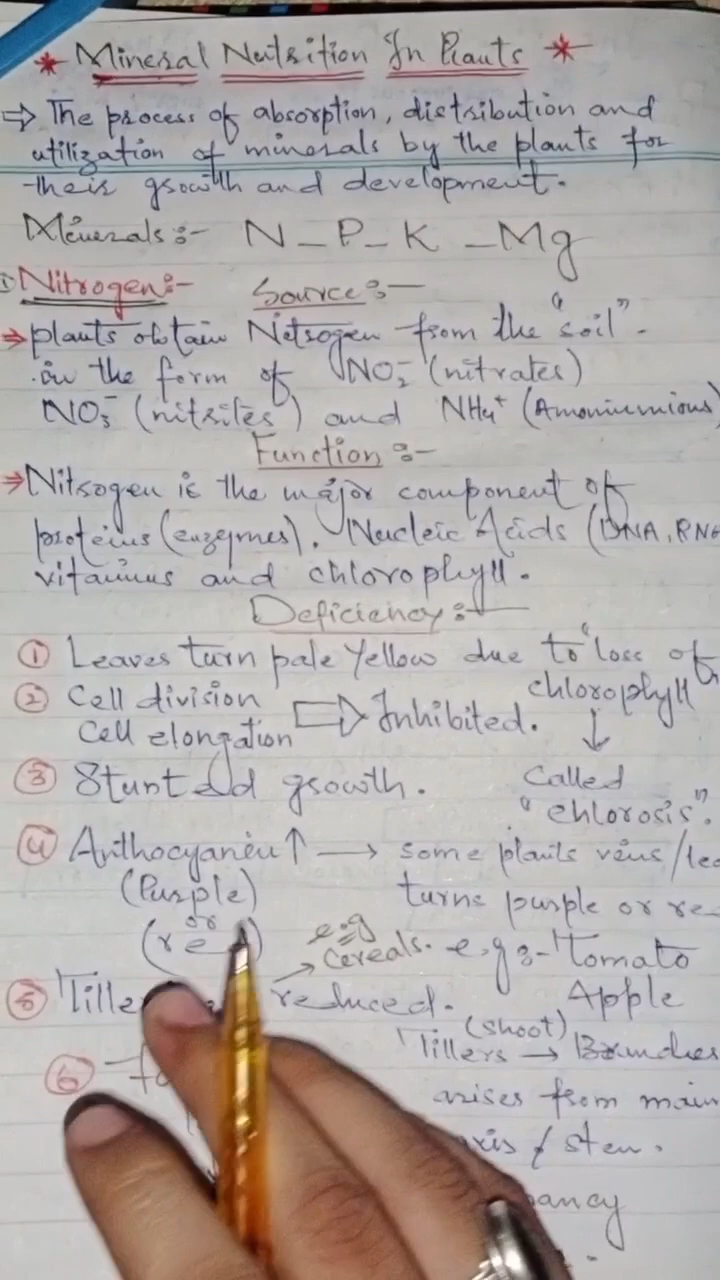 * Mineral Nutrition In Plants *
⇒ The process of absorption, distribution and
utilization of minerals by the plants for
their growth and development.
Minerals :- N - P - K - Mg
① Nitrogen :- Source :-
⇒ plants obtain Nitrogen from the "soil".
in the form of NO₂⁻ (nitrates)
NO₃⁻ (nitrites) and NH₄⁺ (Amoniumious)
Function :-
⇒ Nitrogen is the major component of
proteins (enzymes). Nucleic Acids (DNA, RNA
vitamins and chlorophyll.
Deficiency :-
① Leaves turn pale yellow due to "loss of
chlorophyll
② Cell division
Cell elongation ⇒ Inhibited. ↓
③ Stunted growth. Called
"chlorosis".
④ Anthocyanin ↑ → some plants veins/
(Purple) turns purple or
or
(re e.g
→ cereals. e.g :- Tomato
⑤ reduced. Apple
(shoot)
Tillers → Branches
⑥ arises from main
/ stem.